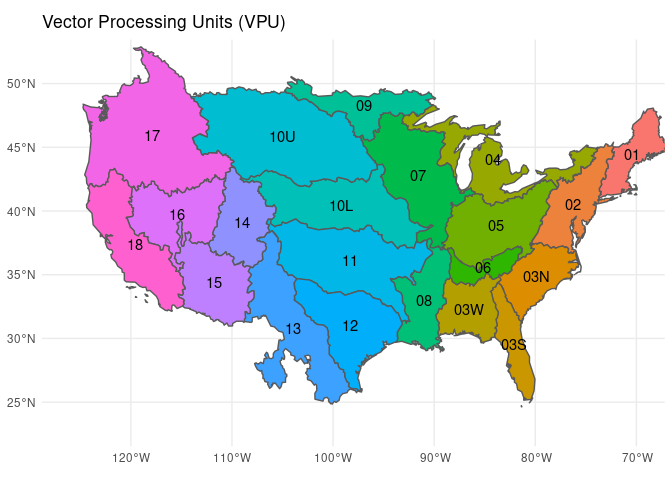 Vector Processing Units (VPU)
50°N
45°N
40°N
35°N
30°N
25°N
17
09
10U
04
01
07
10L
02
16
14
05
18
06
11
03N
15
08
03W
13
12
03S
120°W
110°W
100°W
90°W
80°W
70°W